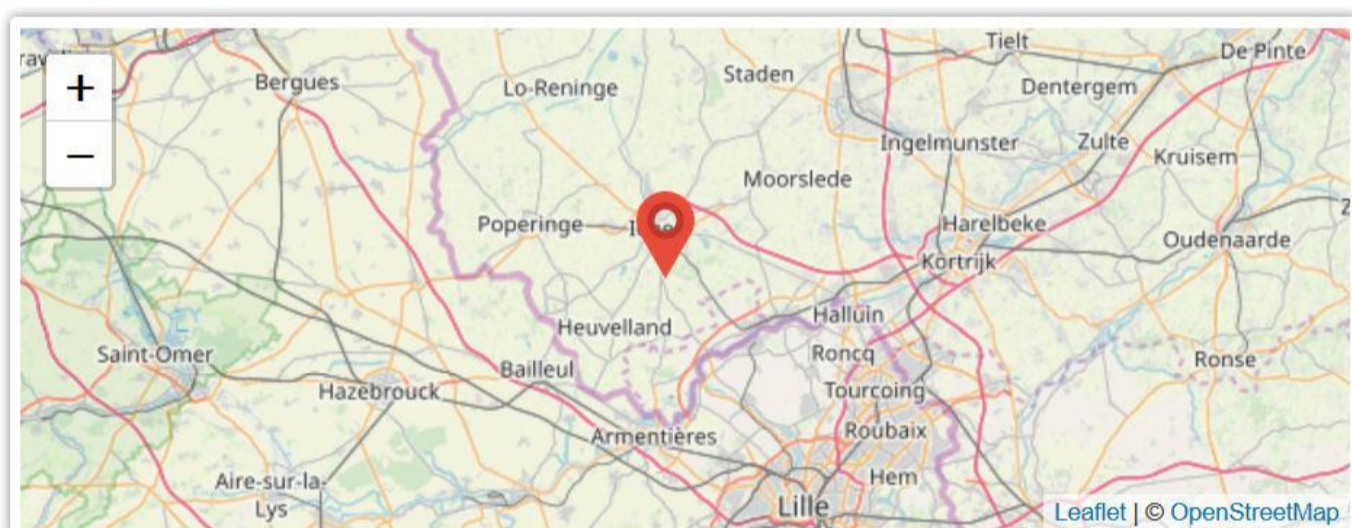 +
−
Bergues
Lo-Reninge
Staden
Tielt
De Pinte
Dentergem
Ingelmunster
Zulte
Kruisem
Moorslede
Poperinge
Harelbeke
Oudenaarde
Kortrijk
Heuvelland
Halluin
Saint-Omer
Bailleul
Roncq
Ronse
Hazebrouck
Tourcoing
Armentières
Roubaix
Hem
Aire-sur-la-
Lys
Lille
Leaflet | © OpenStreetMap